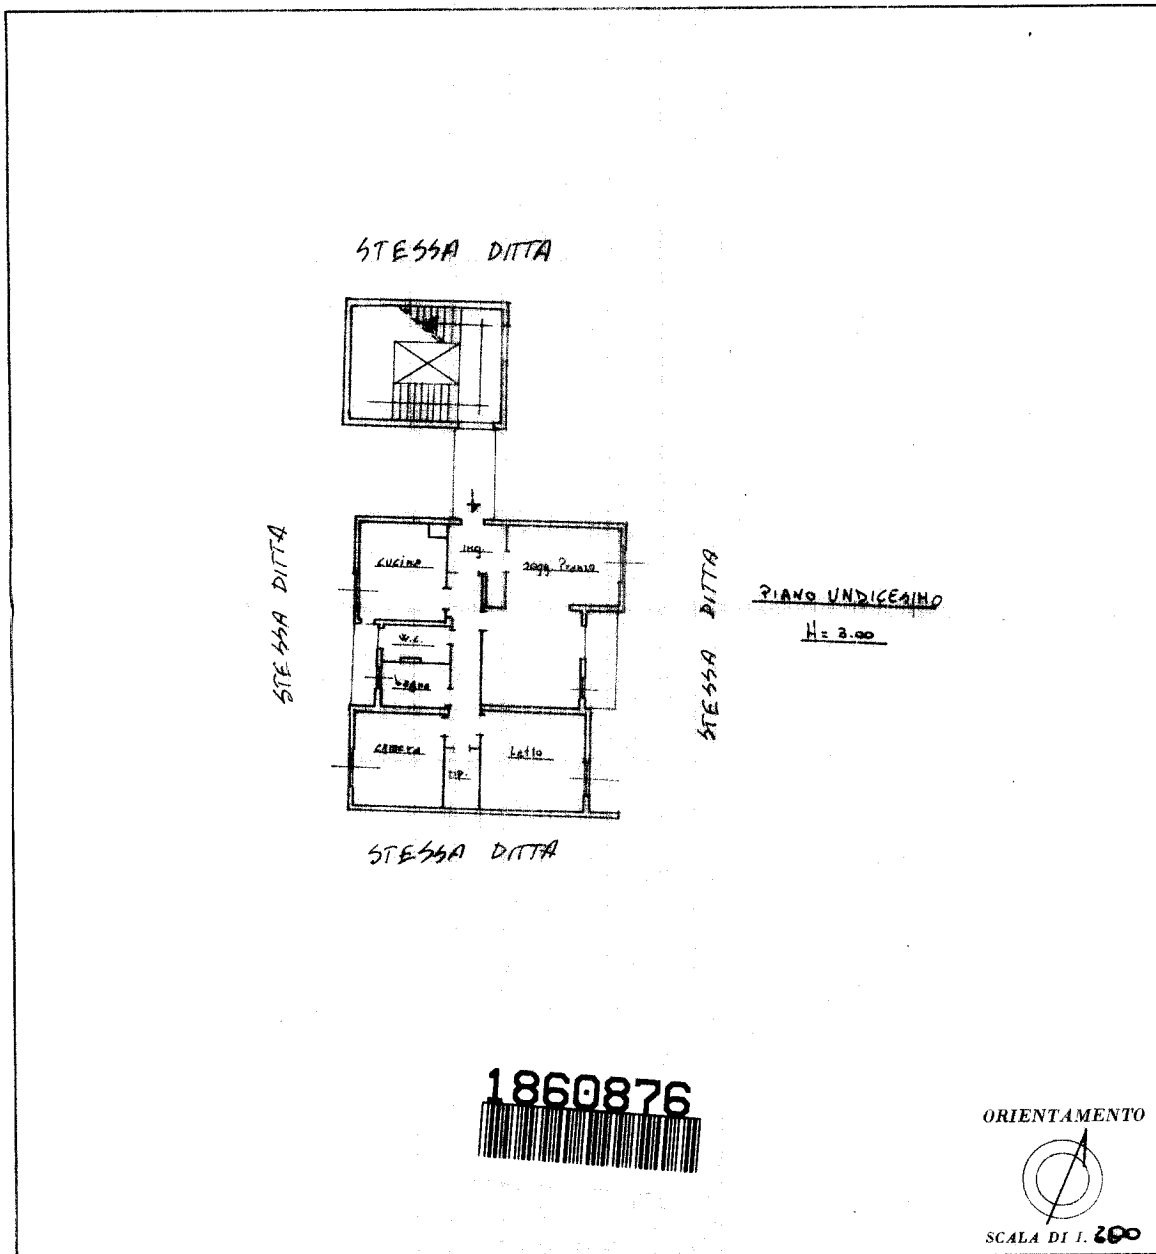 STESSA DITTA
STESSA DITTA
cucina
ing.
sogg. Pranzo
STESSA DITTA
PIANO UNDICESIMO
H= 3.00
W.C.
bagno
camera
rip.
Letto
STESSA DITTA
1860876
ORIENTAMENTO
SCALA DI 1. 200